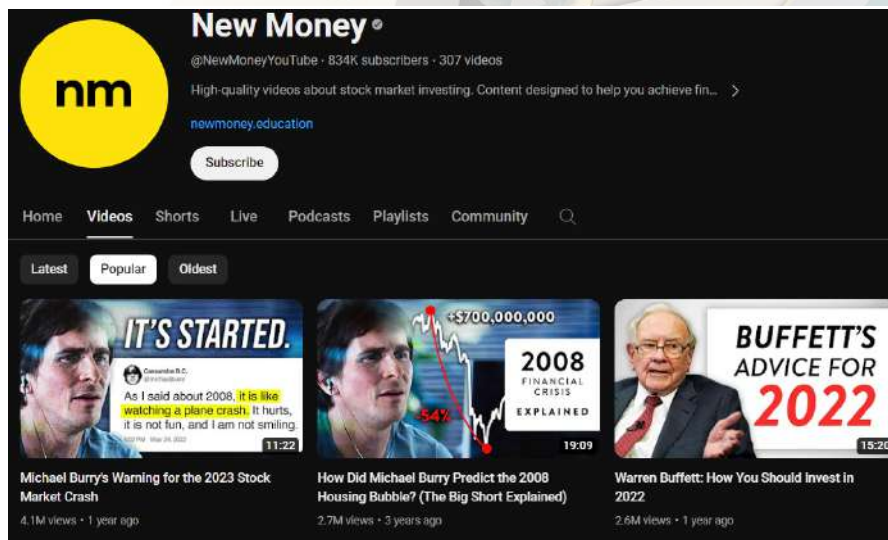 New Money
nm
@NewMoneyYouTube · 834K subscribers · 307 videos
High-quality videos about stock market investing. Content designed to help you achieve fin...
newmoney.education
Subscribe
Home Videos Shorts Live Podcasts Playlists Community
Latest Popular Oldest
IT'S STARTED.
Cassandra B.C.
As I said about 2008, it is like
watching a plane crash. It hurts,
it is not fun, and I am not smiling.
11:22
Michael Burry's Warning for the 2023 Stock
Market Crash
4.1M views · 1 year ago
+$700,000,000
-54%
2008
FINANCIAL
CRISIS
EXPLAINED
19:09
How Did Michael Burry Predict the 2008
Housing Bubble? (The Big Short Explained)
2.7M views · 3 years ago
BUFFETT'S
ADVICE FOR
2022
15:20
Warren Buffett: How You Should Invest in
2022
2.6M views · 1 year ago